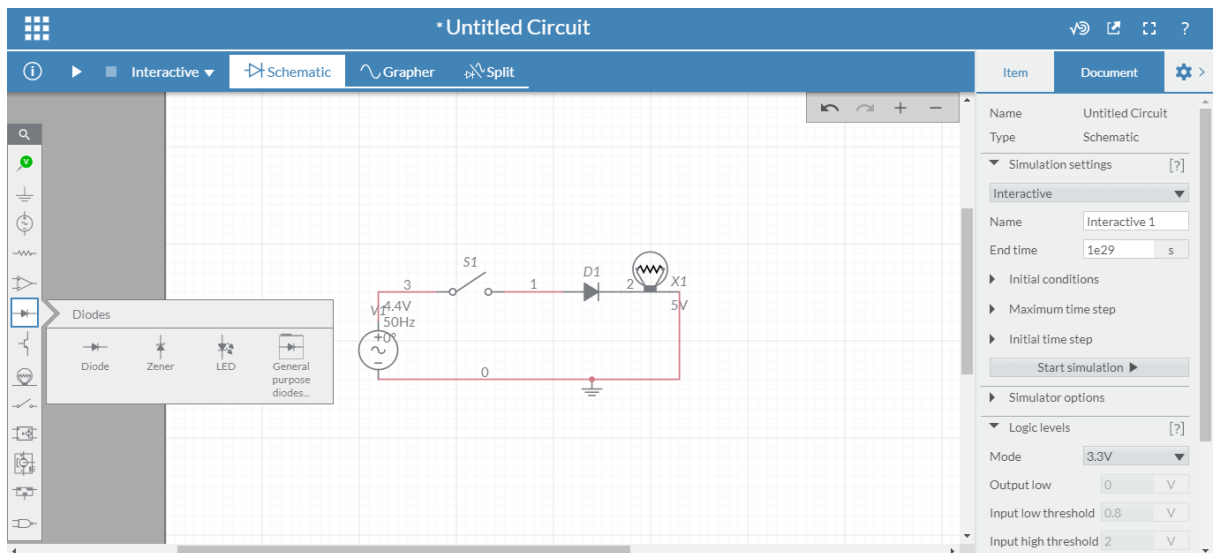 * Untitled Circuit
?
Interactive
Schematic
Grapher
Split
Item
Document
Name
Untitled Circuit
Type
Schematic
Simulation settings
[?]
Interactive
Name
Interactive 1
End time
1e29
s
Initial conditions
Maximum time step
Initial time step
Start simulation
Simulator options
Logic levels
[?]
Mode
3.3V
Output low
0
V
Input low threshold
0.8
V
Input high threshold
2
V
V
Diodes
Diode
Zener
LED
General
purpose
diodes...
S1
3
1
D1
2
X1
5V
V1
4.4V
50Hz
+0°
0